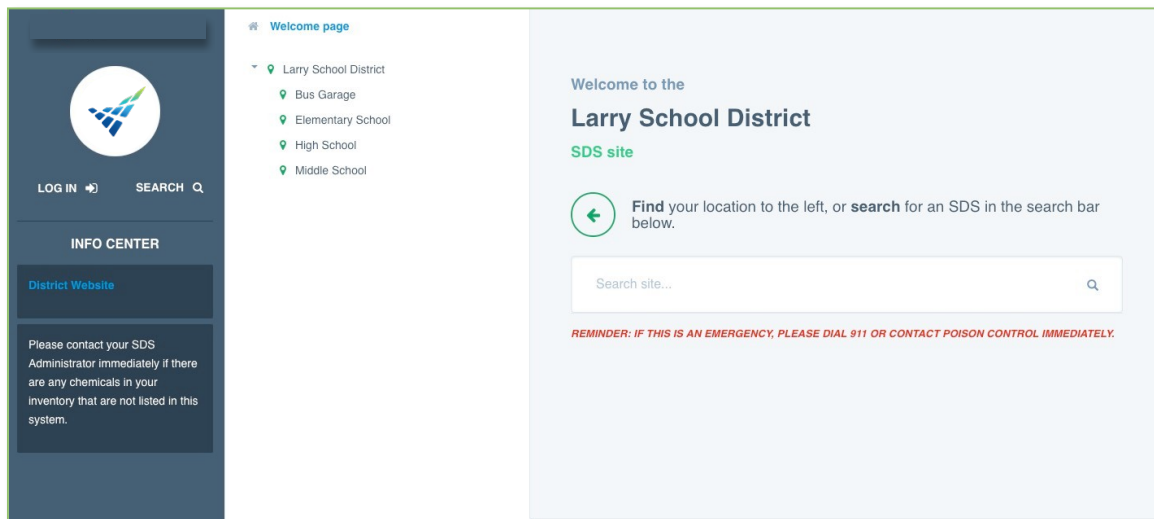 LOG IN
SEARCH
INFO CENTER
District Website
Please contact your SDS
Administrator immediately if there
are any chemicals in your
inventory that are not listed in this
system.
Welcome page
Larry School District
Bus Garage
Elementary School
High School
Middle School
Welcome to the
Larry School District
SDS site
Find your location to the left, or search for an SDS in the search bar
below.
Search site...
REMINDER: IF THIS IS AN EMERGENCY, PLEASE DIAL 911 OR CONTACT POISON CONTROL IMMEDIATELY.